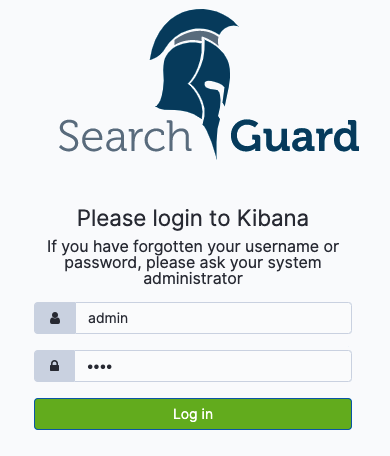 Search Guard
Please login to Kibana
If you have forgotten your username or
password, please ask your system
administrator
admin
••••
Log in